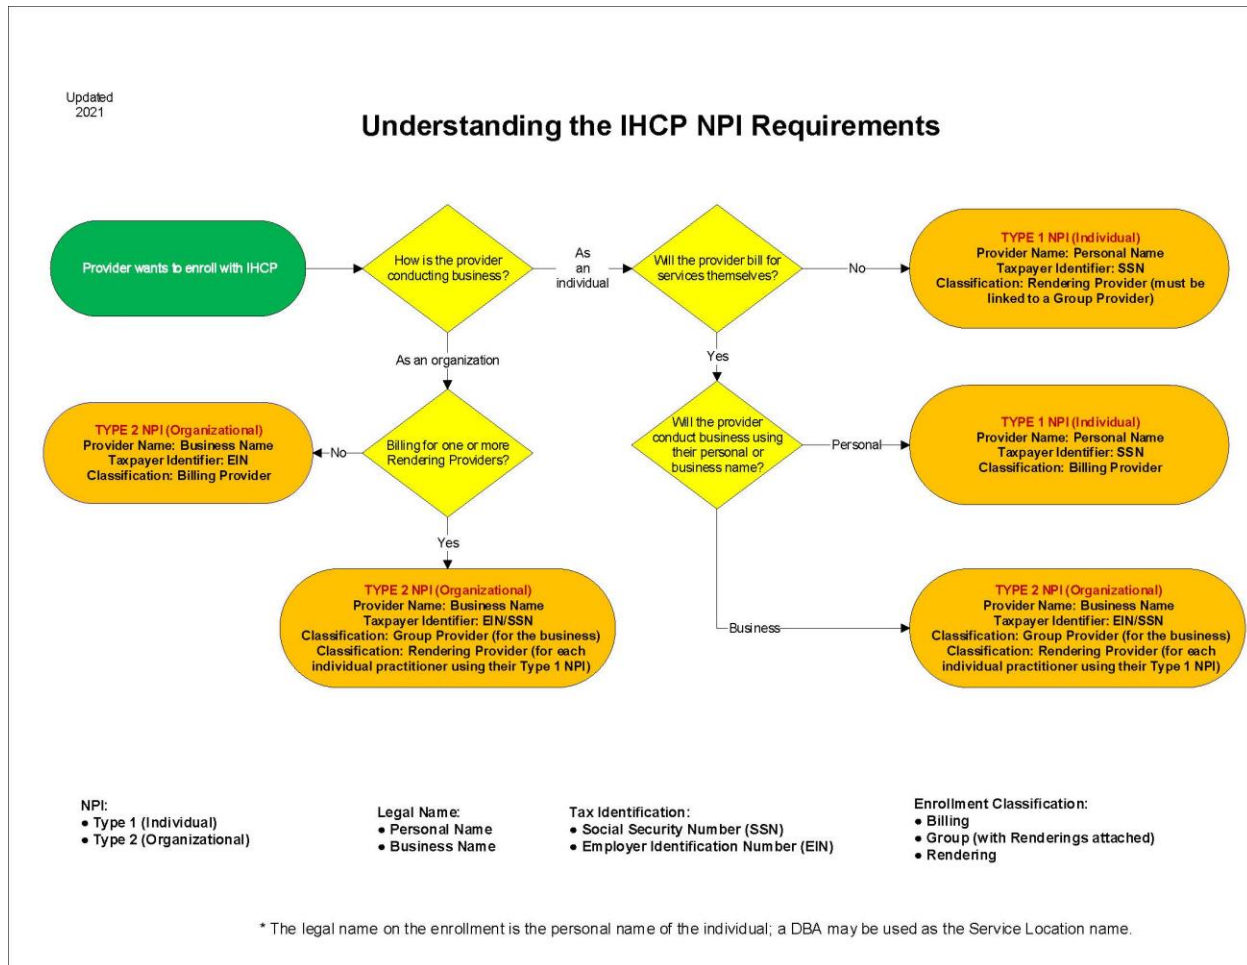 Updated
2021
Understanding the IHCP NPI Requirements
Provider wants to enroll with IHCP
How is the provider
conducting business?
As
an
individual
Will the provider bill for
services themselves?
No
TYPE 1 NPI (Individual)
Provider Name: Personal Name
Taxpayer Identifier: SSN
Classification: Rendering Provider (must be
linked to a Group Provider)
As an organization
Yes
TYPE 2 NPI (Organizational)
Provider Name: Business Name
Taxpayer Identifier: EIN
Classification: Billing Provider
No
Billing for one or more
Rendering Providers?
Will the provider
conduct business using
their personal or
business name?
Personal
TYPE 1 NPI (Individual)
Provider Name: Personal Name
Taxpayer Identifier: SSN
Classification: Billing Provider
Yes
TYPE 2 NPI (Organizational)
Provider Name: Business Name
Taxpayer Identifier: EIN/SSN
Classification: Group Provider (for the business)
Classification: Rendering Provider (for each
individual practitioner using their Type 1 NPI)
Business
TYPE 2 NPI (Organizational)
Provider Name: Business Name
Taxpayer Identifier: EIN/SSN
Classification: Group Provider (for the business)
Classification: Rendering Provider (for each
individual practitioner using their Type 1 NPI)
NPI:
● Type 1 (Individual)
● Type 2 (Organizational)
Legal Name:
● Personal Name
● Business Name
Tax Identification:
● Social Security Number (SSN)
● Employer Identification Number (EIN)
Enrollment Classification:
● Billing
● Group (with Renderings attached)
● Rendering
* The legal name on the enrollment is the personal name of the individual; a DBA may be used as the Service Location name.